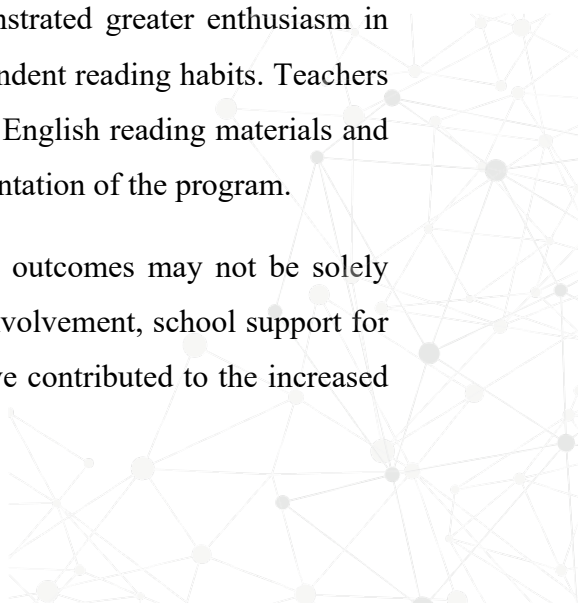 nstrated greater enthusiasm in
ndent reading habits. Teachers
English reading materials and
ntation of the program.
outcomes may not be solely
volvement, school support for
e contributed to the increased